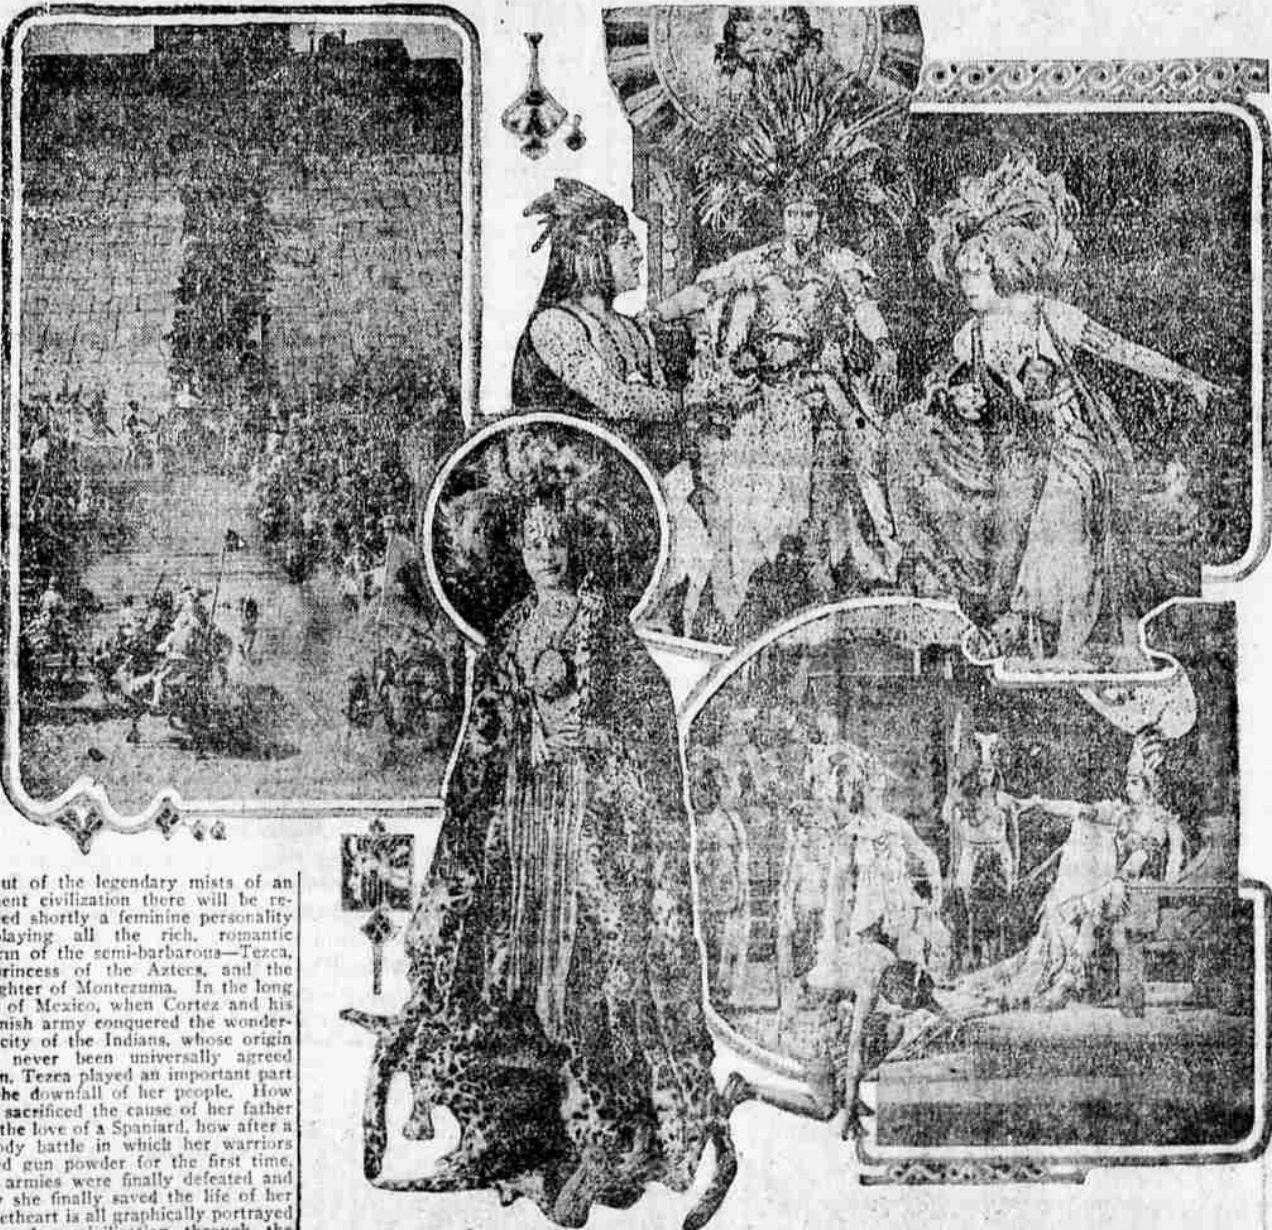 ut of the legendary mists of an
ent civilization there will be re-
ed shortly a feminine personality
laying all the rich, romantic
rm of the semi-barbarous—Tezca,
princess of the Aztecs, and the
ghter of Montezuma. In the long
of Mexico, when Cortez and his
nish army conquered the wonder-
city of the Indians, whose origin
never been universally agreed
n. Tezca played an important part
he downfall of her people. How
sacrificed the cause of her father
the love of a Spaniard, how after a
ody battle in which her warriors
d gun powder for the first time,
armies were finally defeated and
she finally saved the life of her
etheart is all graphically portrayed
civilization through the